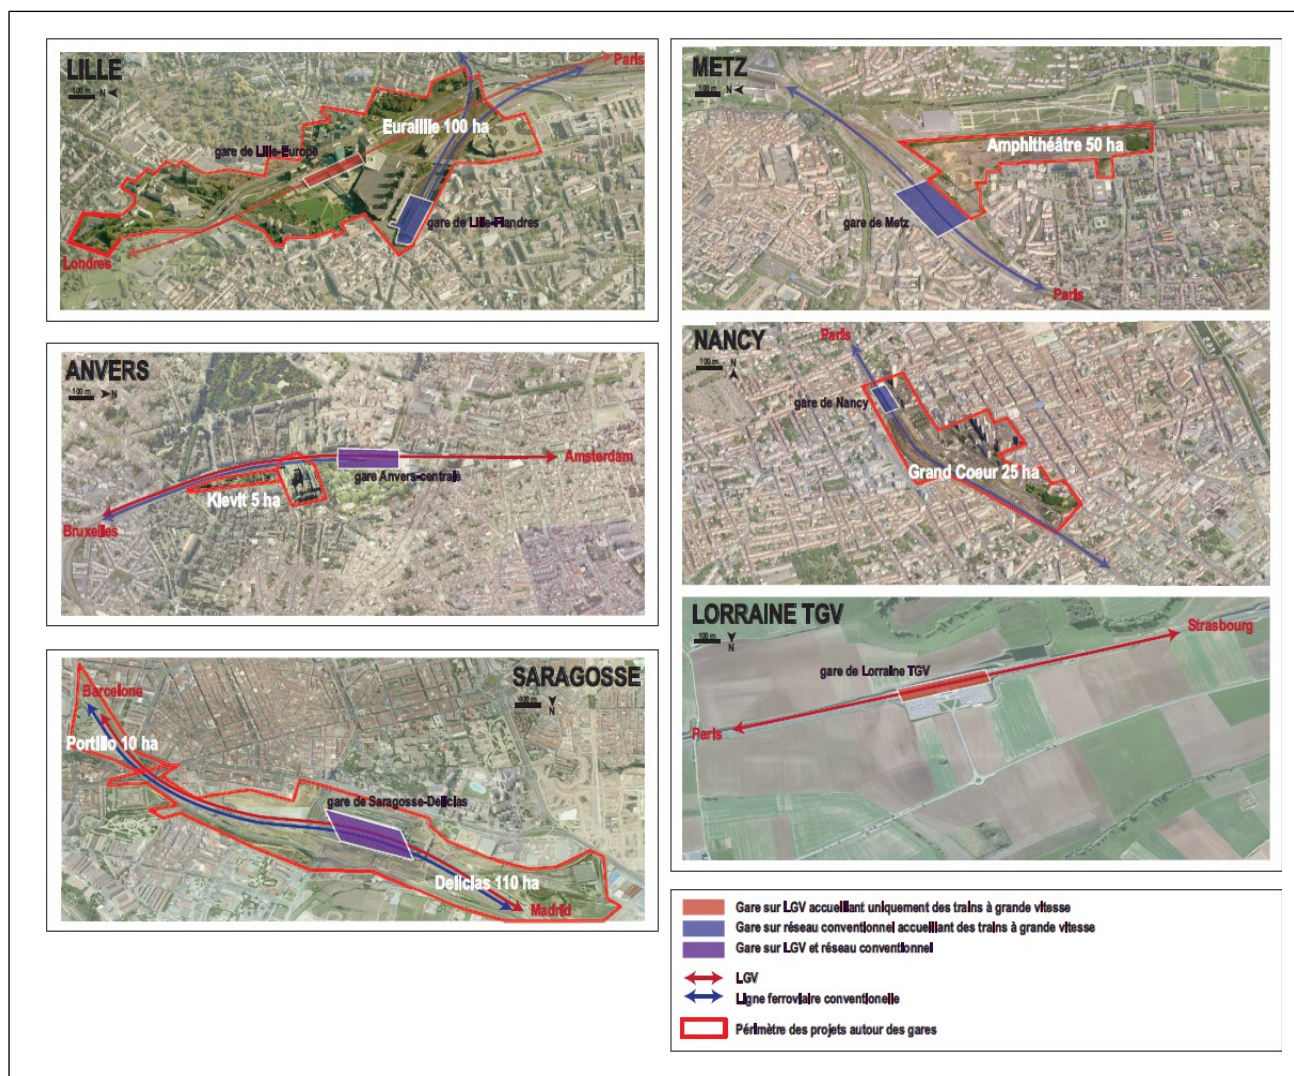 LILLE
100 m N
Paris
Euralille 100 ha
gare de Lille-Europe
gare de Lille-Flandres
Londres
ANVERS
100 m N
Amsterdam
gare Anvers-centrale
Kievit 5 ha
Bruxelles
SARAGOSSE
100 m N
Barcelone
Portillo 10 ha
gare de Saragosse-Delicias
Delicias 110 ha
Madrid
METZ
100 m N
Amphithéâtre 50 ha
gare de Metz
Paris
NANCY
100 m N
Paris
gare de Nancy
Grand Coeur 25 ha
LORRAINE TGV
100 m N
Strasbourg
gare de Lorraine TGV
Paris
Gare sur LGV accueillant uniquement des trains à grande vitesse
Gare sur réseau conventionnel accueillant des trains à grande vitesse
Gare sur LGV et réseau conventionnel
LGV
Ligne ferroviaire conventionelle
Périmètre des projets autour des gares